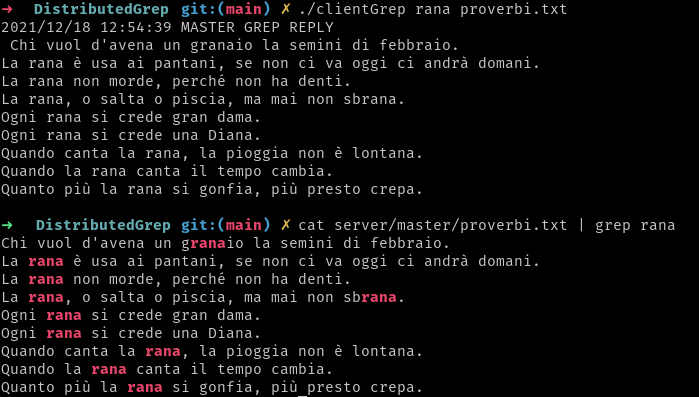 → DistributedGrep git:(main) ✗ ./clientGrep rana proverbi.txt
2021/12/18 12:54:39 MASTER GREP REPLY
 Chi vuol d'avena un granaio la semini di febbraio.
La rana è usa ai pantani, se non ci va oggi ci andrà domani.
La rana non morde, perché non ha denti.
La rana, o salta o piscia, ma mai non sbrana.
Ogni rana si crede gran dama.
Ogni rana si crede una Diana.
Quando canta la rana, la pioggia non è lontana.
Quando la rana canta il tempo cambia.
Quanto più la rana si gonfia, più presto crepa.
→ DistributedGrep git:(main) ✗ cat server/master/proverbi.txt | grep rana
Chi vuol d'avena un granaio la semini di febbraio.
La rana è usa ai pantani, se non ci va oggi ci andrà domani.
La rana non morde, perché non ha denti.
La rana, o salta o piscia, ma mai non sbrana.
Ogni rana si crede gran dama.
Ogni rana si crede una Diana.
Quando canta la rana, la pioggia non è lontana.
Quando la rana canta il tempo cambia.
Quanto più la rana si gonfia, più presto crepa.